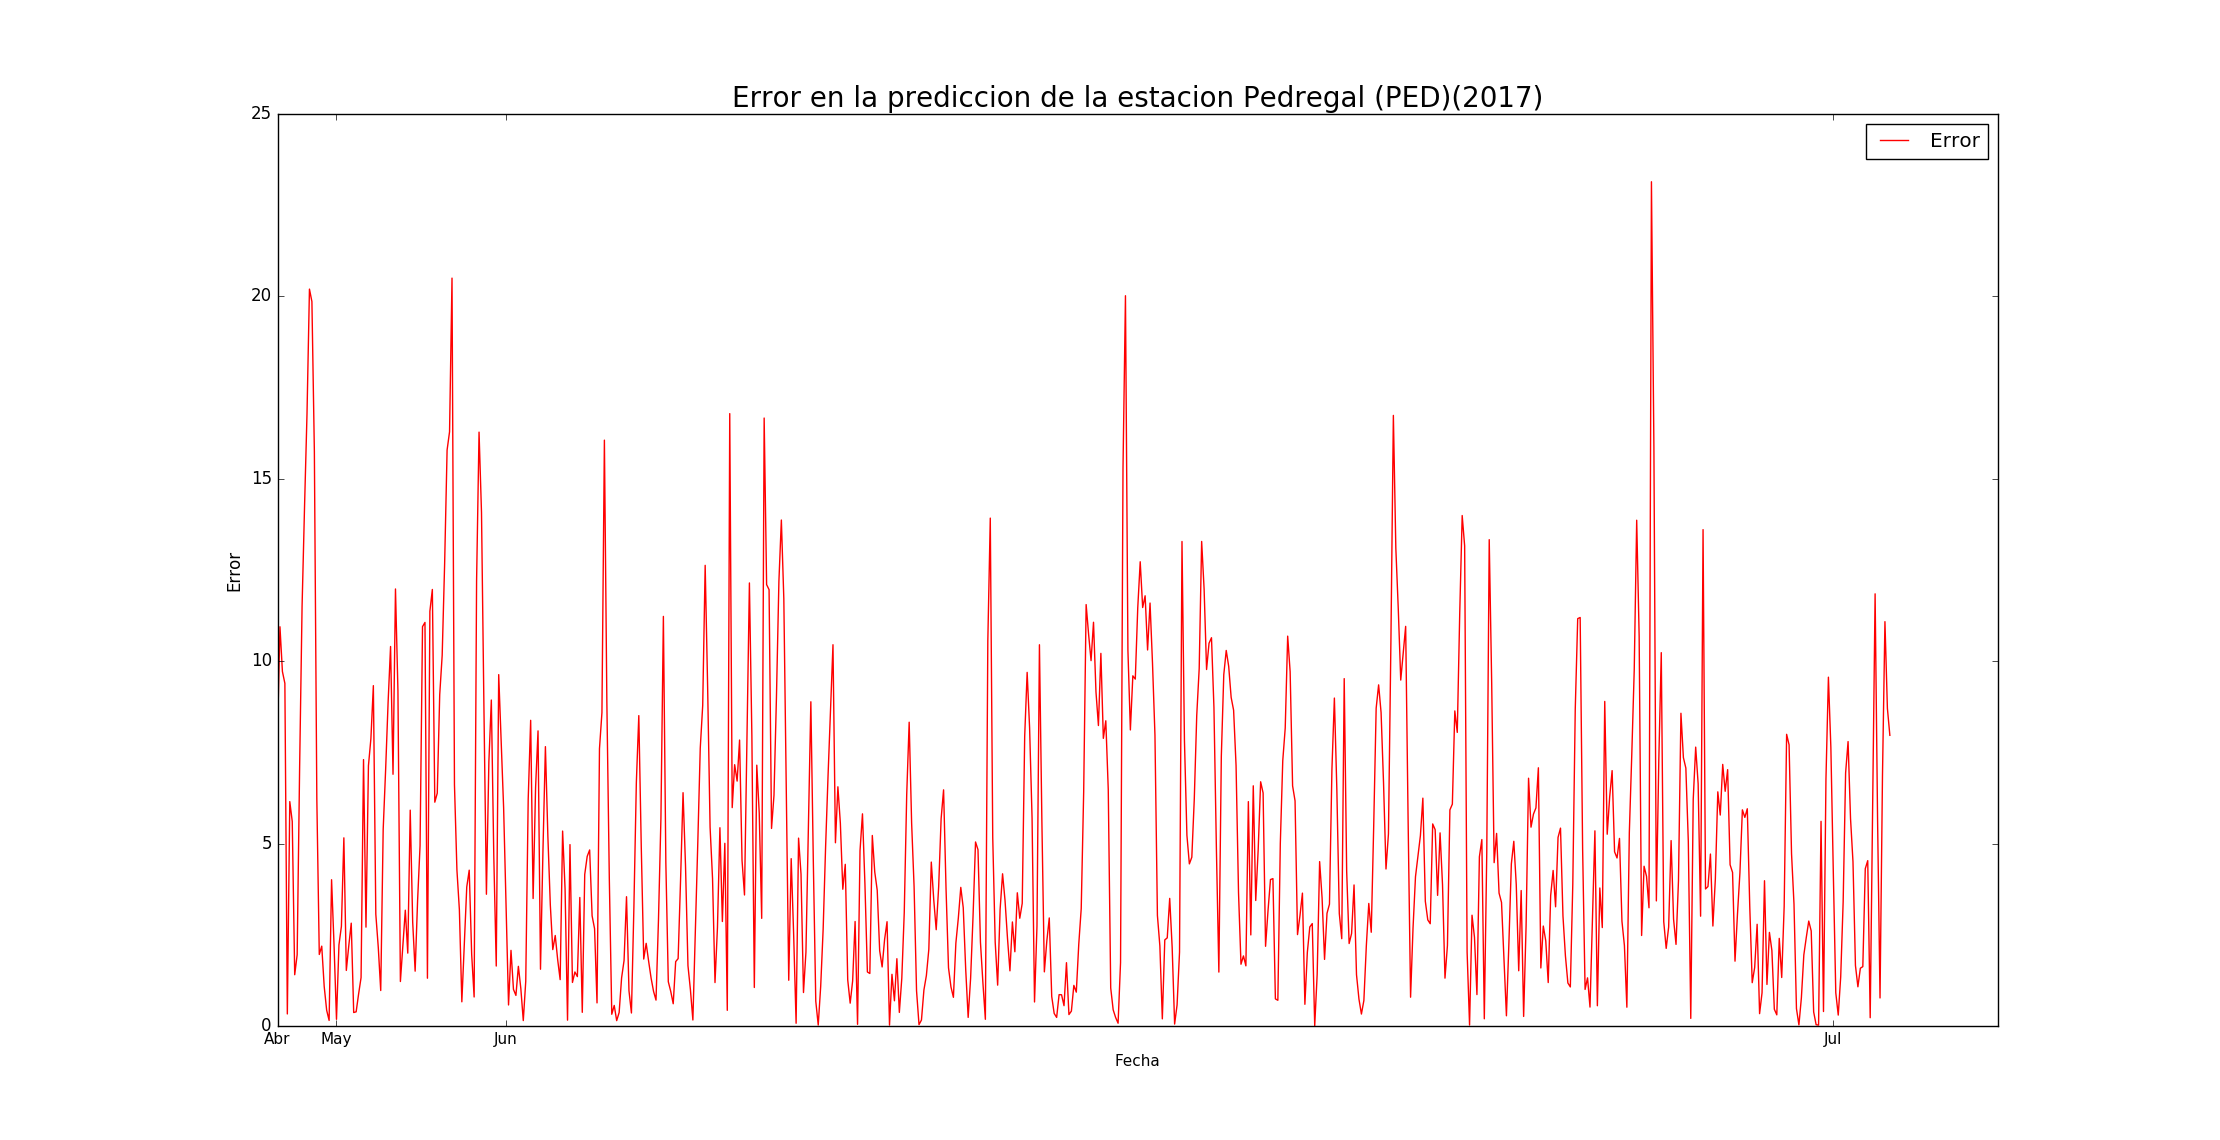 Error en la prediccion de la estacion Pedregal (PED)(2017)
25
Error
20
15
Error
10
5
0
Abr May Jun Jul
Fecha